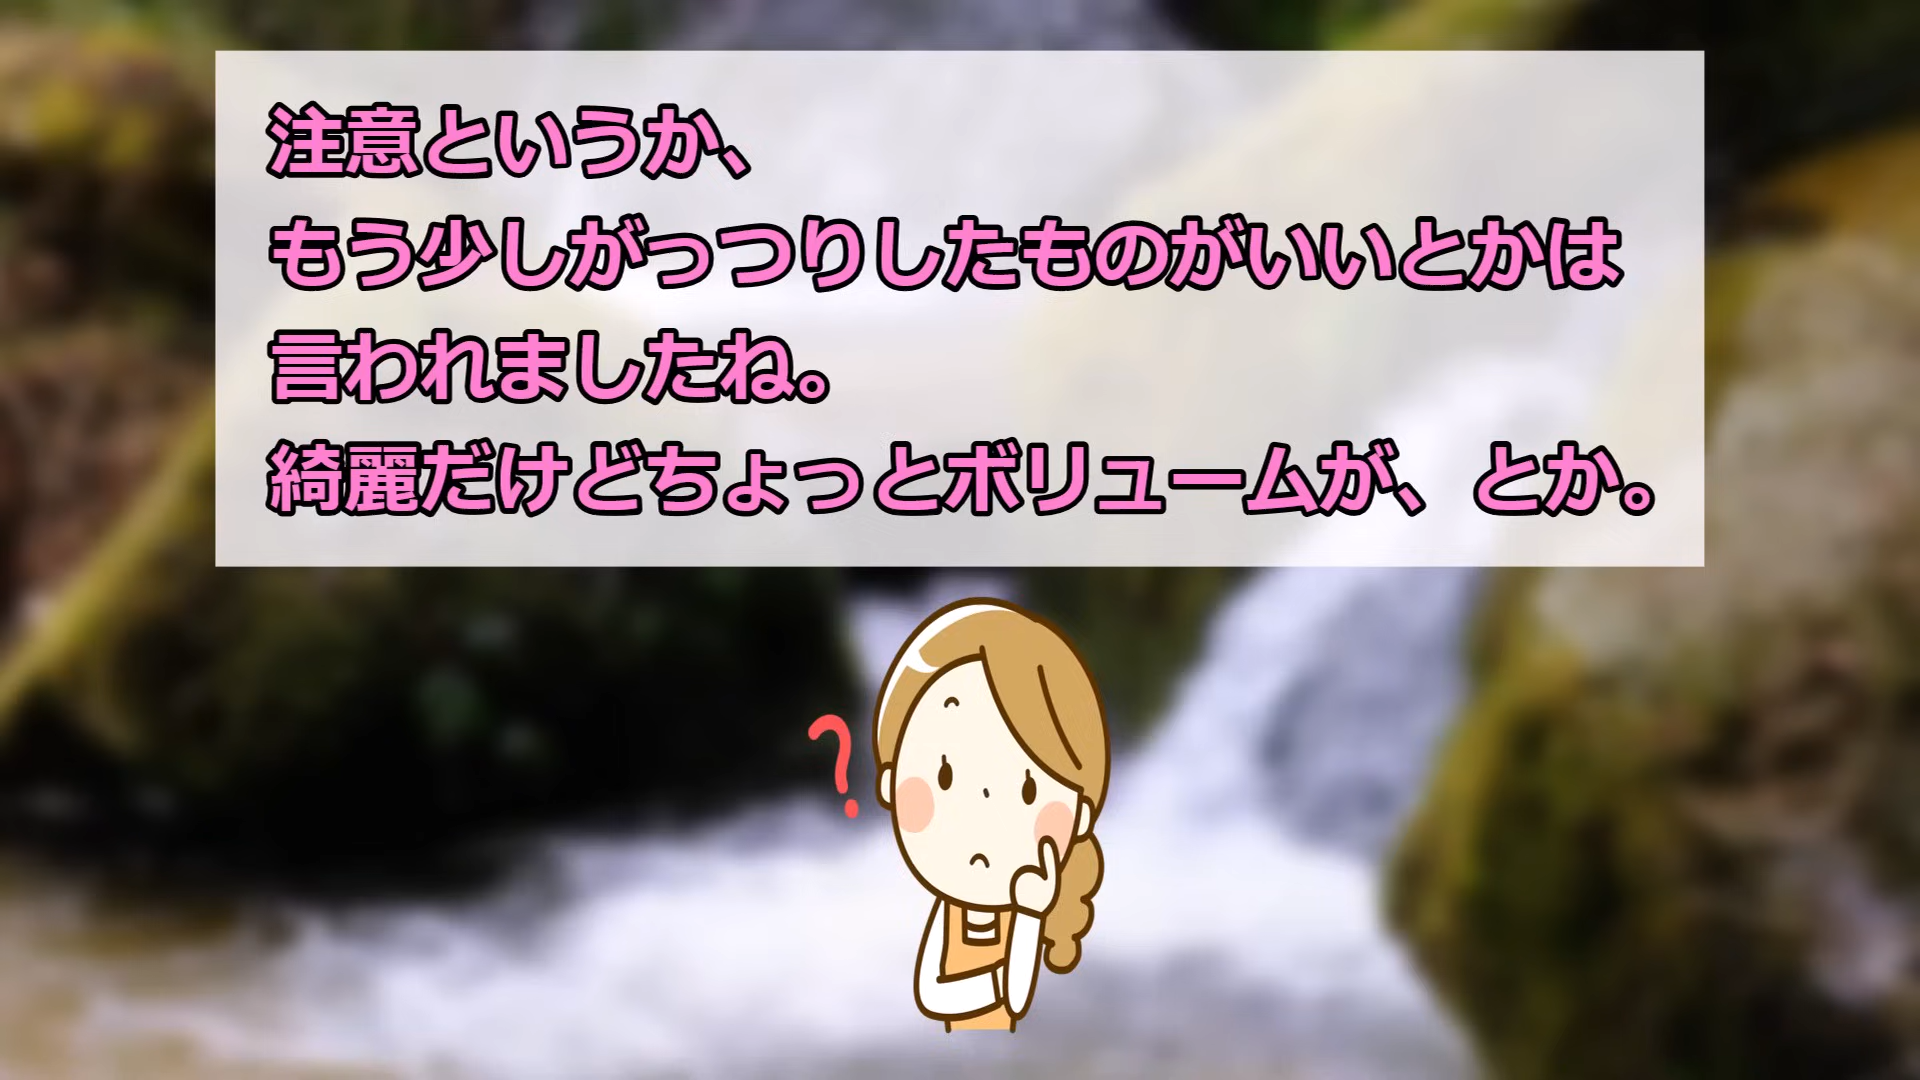 注意というか、
もう少しがっつりしたものがいいとかは
言われましたね。
綺麗だけどちょっとボリュームが、とか。
?